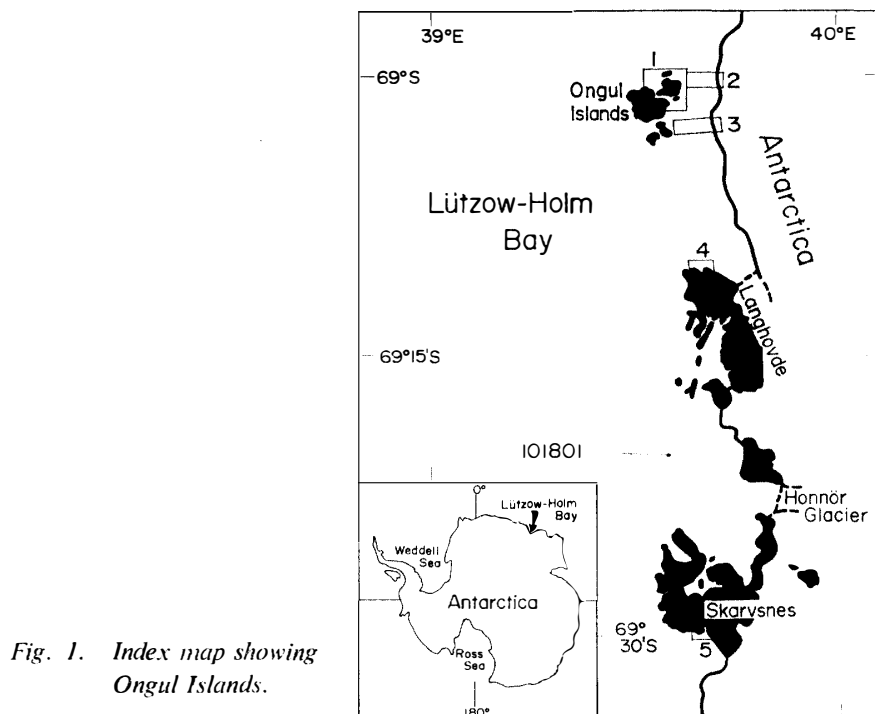 39°E
40°E
69°S
1
2
Ongul
Islands
3
Antarctica
Lützow-Holm
Bay
4
Langhovde
69°15'S
101801
Honnör
Glacier
0°
Lützow-Holm
Bay
Weddell
Sea
Antarctica
Ross
Sea
180°
Skarvsnes
69°
30'S
5
Fig. 1. Index map showing
Ongul Islands.